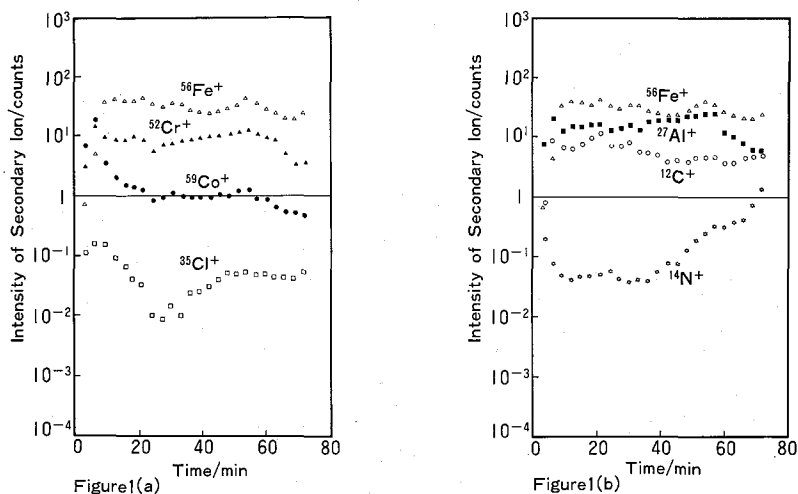 Intensity of Secondary Ion/counts
10³
10²
10¹
1
10⁻¹
10⁻²
10⁻³
10⁻⁴
⁵⁶Fe⁺
⁵²Cr⁺
⁵⁹Co⁺
³⁵Cl⁺
0 20 40 60 80
Time/min
Figure1(a)
Intensity of Secondary Ion/counts
10³
10²
10¹
1
10⁻¹
10⁻²
10⁻³
10⁻⁴
⁵⁶Fe⁺
²⁷Al⁺
¹²C⁺
¹⁴N⁺
0 20 40 60 80
Time/min
Figure1(b)